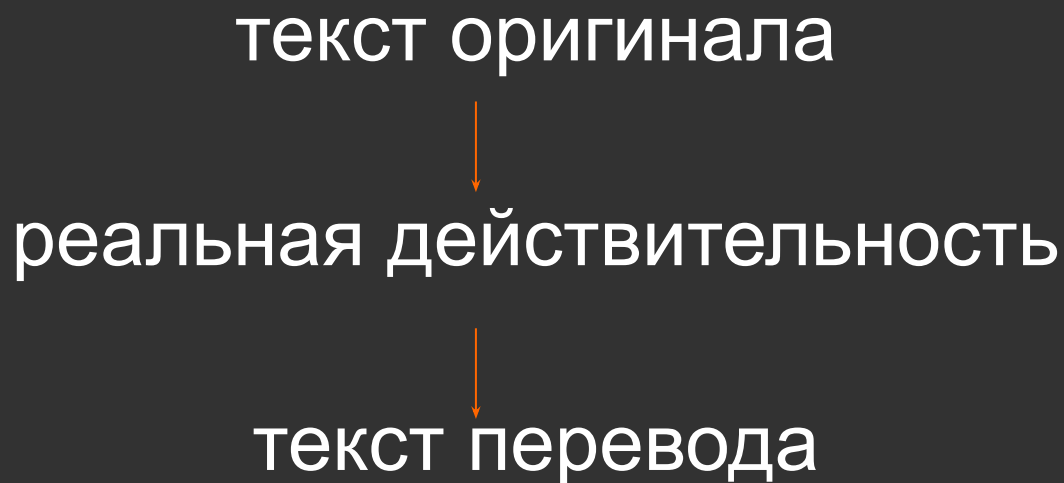 текст оригинала
реальная действительность
текст перевода